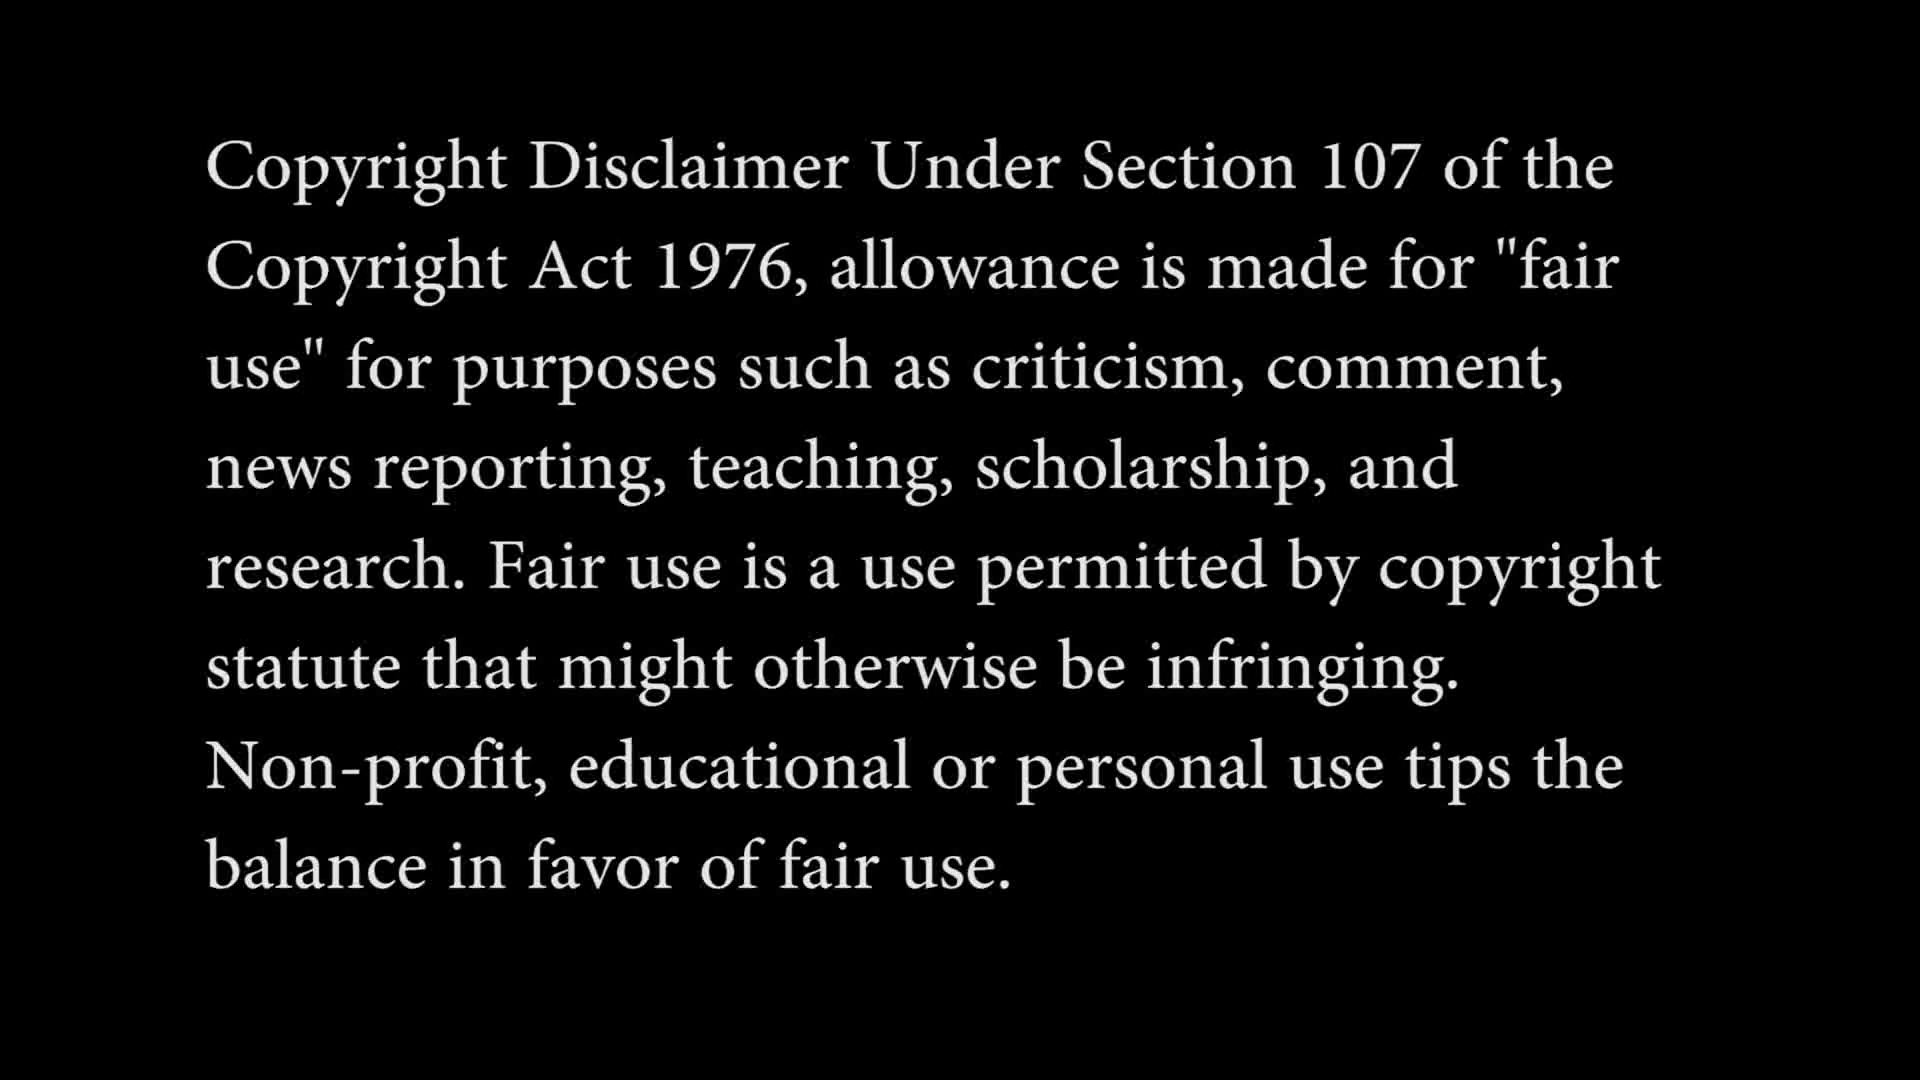 Copyright Disclaimer Under Section 107 of the
Copyright Act 1976, allowance is made for "fair
use" for purposes such as criticism, comment,
news reporting, teaching, scholarship, and
research. Fair use is a use permitted by copyright
statute that might otherwise be infringing.
Non-profit, educational or personal use tips the
balance in favor of fair use.